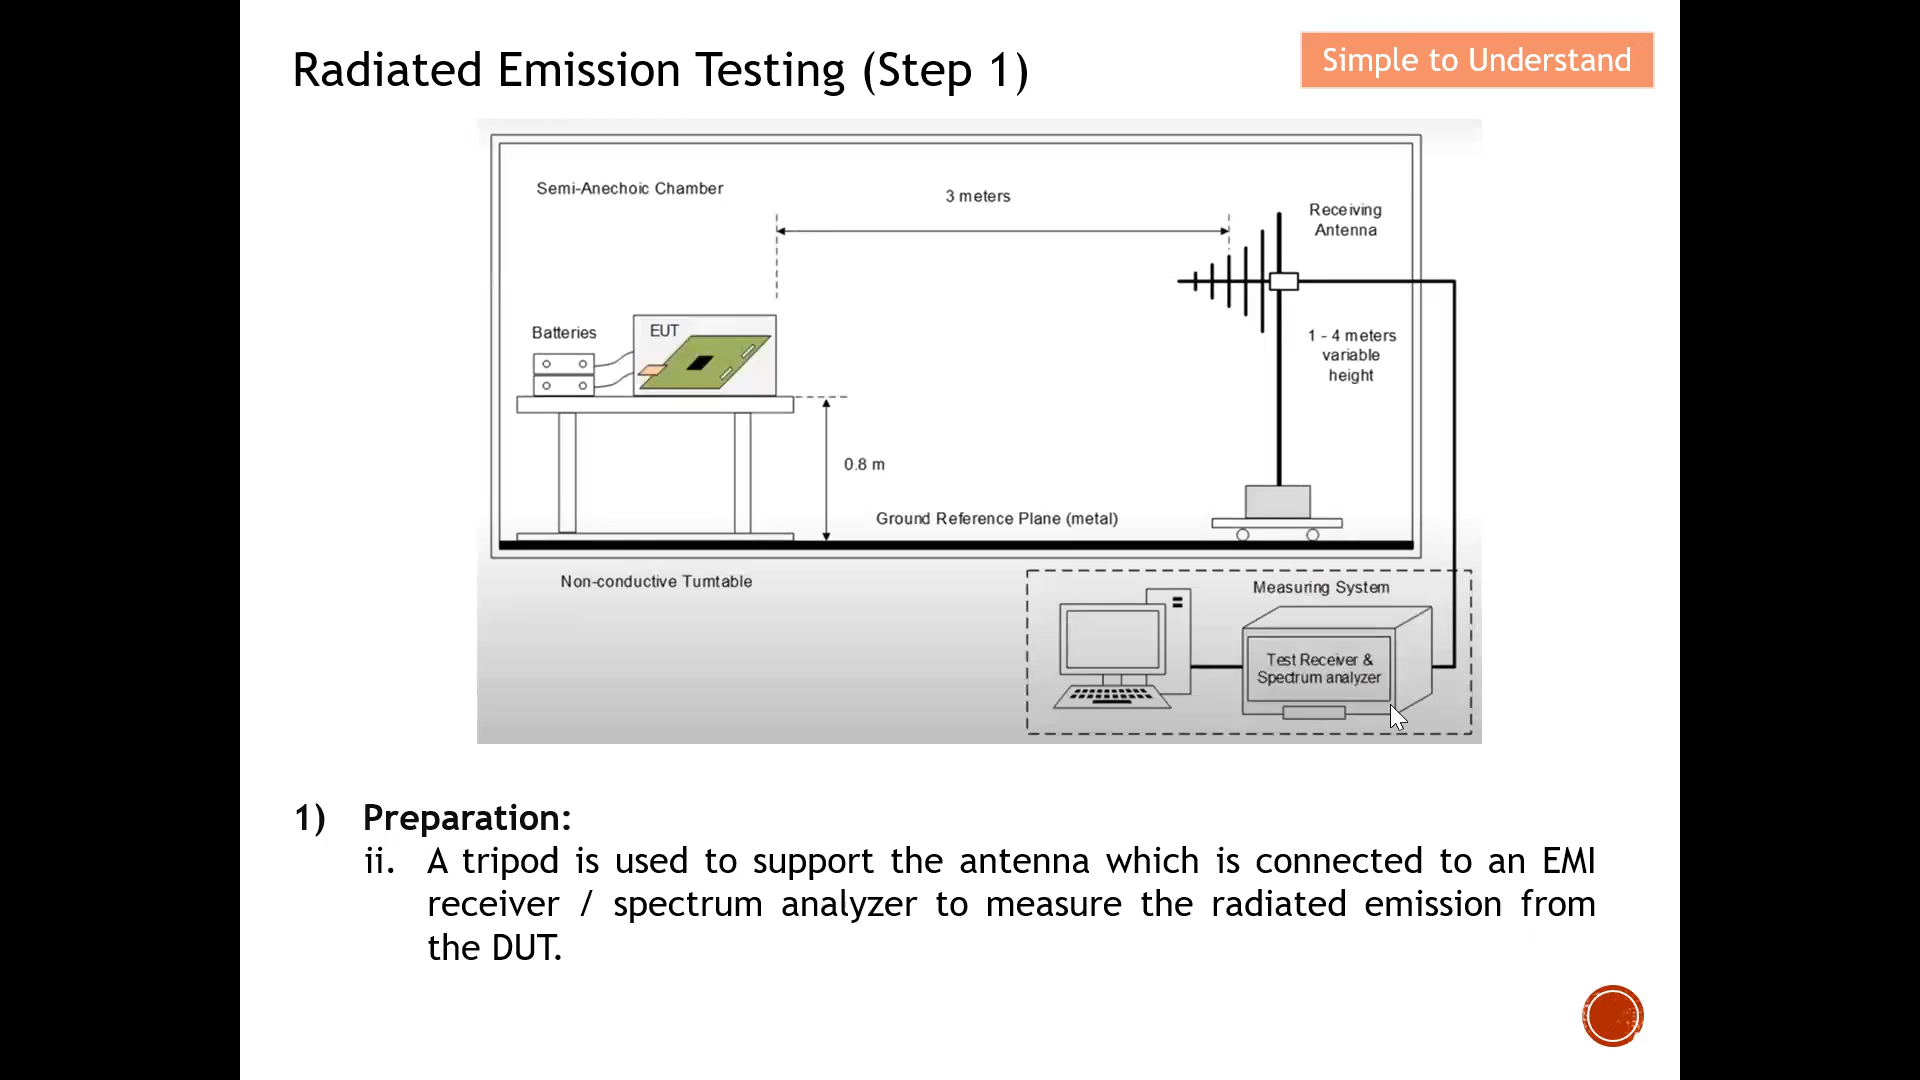 Radiated Emission Testing (Step 1)
Simple to Understand
Semi-Anechoic Chamber
3 meters
Receiving
Antenna
Batteries
EUT
1 - 4 meters
variable
height
0.8 m
Ground Reference Plane (metal)
Non-conductive Turntable
Measuring System
Test Receiver &
Spectrum analyzer
1) Preparation:
ii. A tripod is used to support the antenna which is connected to an EMI
receiver / spectrum analyzer to measure the radiated emission from
the DUT.